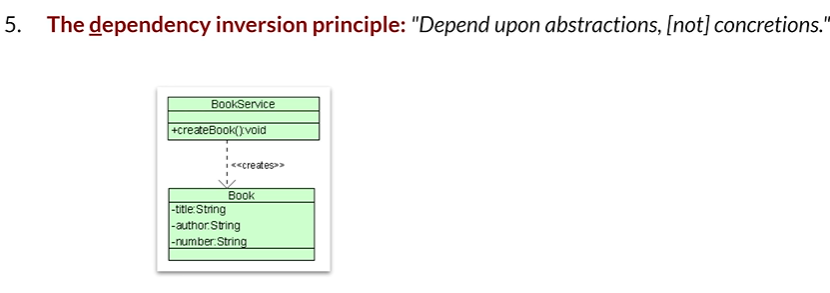 5. The dependency inversion principle: "Depend upon abstractions, [not] concretions."
BookService
+createBook():void
<<creates>>
Book
-title:String
-author:String
-number:String